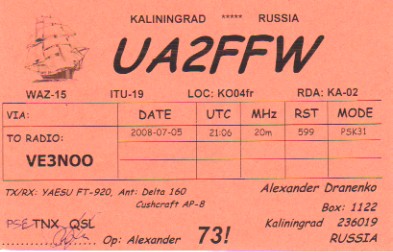 KALININGRAD ***** RUSSIA
UA2FFW
WAZ-15 ITU-19 LOC: KO04fr RDA: KA-02
VIA: DATE UTC MHz RST MODE
TO RADIO: 2008-07-05 21:06 20m 599 PSK31
VE3NOO
TX/RX: YAESU FT-920, Ant: Delta 160 Alexander Dranenko
Cushcraft AP-8 Box: 1122
PSE TNX QSL Kaliningrad 236019
Op: Alexander 73! RUSSIA